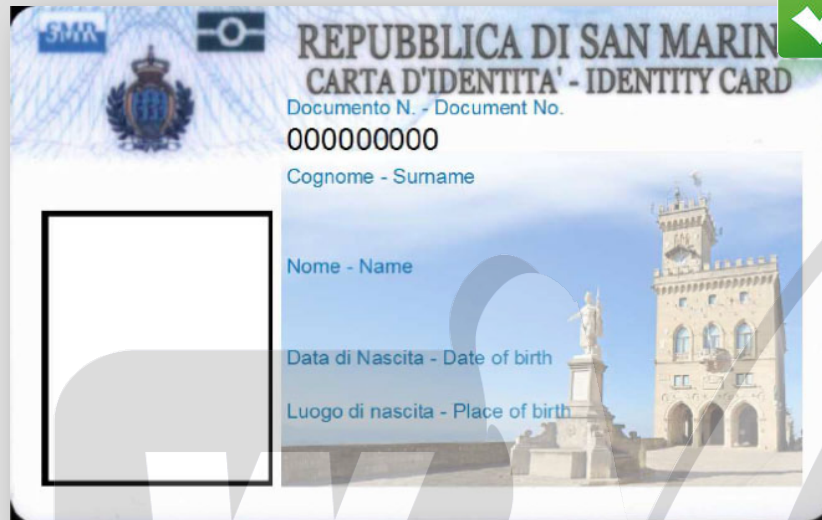 SMR
REPUBBLICA DI SAN MARIN
CARTA D'IDENTITA' - IDENTITY CARD
Documento N. - Document No.
000000000
Cognome - Surname
Nome - Name
Data di Nascita - Date of birth
Luogo di nascita - Place of birth